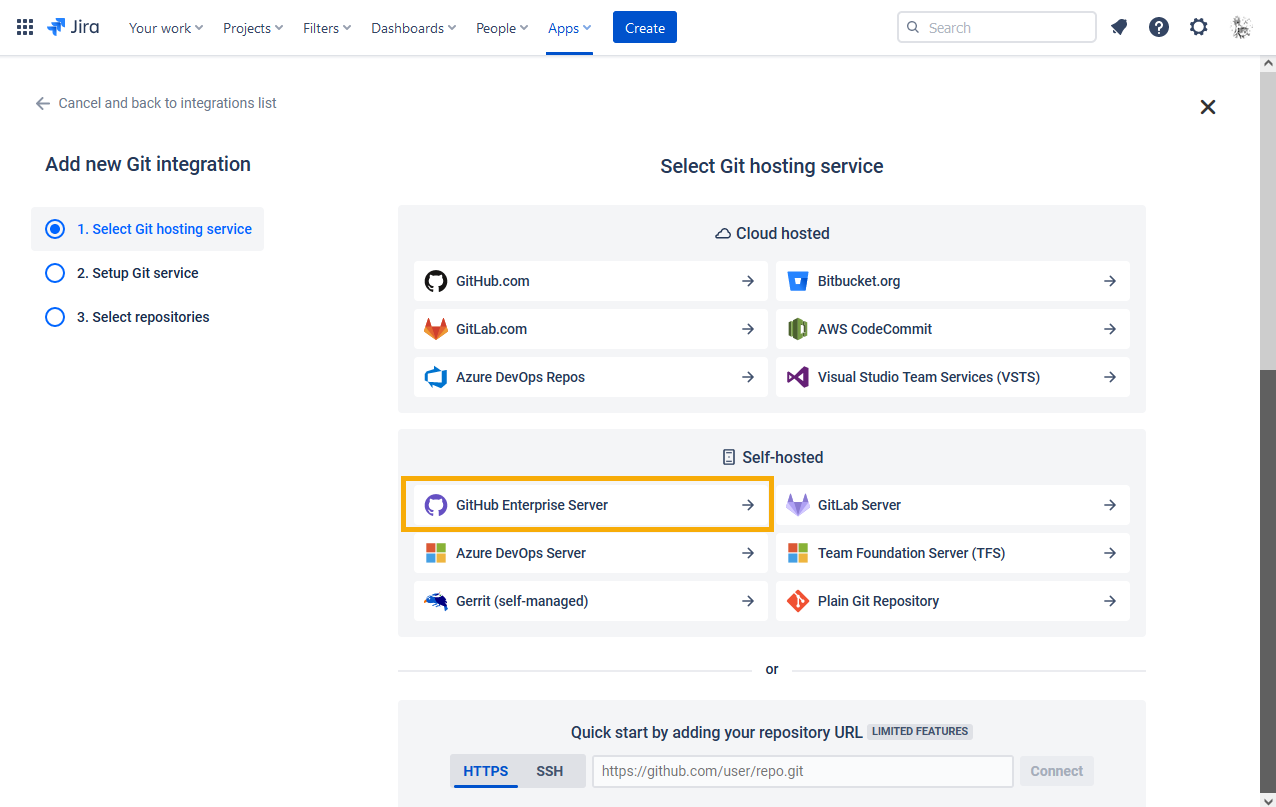 Jira Your work Projects Filters Dashboards People Apps Create Search
Cancel and back to integrations list
Add new Git integration
1. Select Git hosting service
2. Setup Git service
3. Select repositories
Select Git hosting service
Cloud hosted
GitHub.com Bitbucket.org
GitLab.com AWS CodeCommit
Azure DevOps Repos Visual Studio Team Services (VSTS)
Self-hosted
GitHub Enterprise Server GitLab Server
Azure DevOps Server Team Foundation Server (TFS)
Gerrit (self-managed) Plain Git Repository
or
Quick start by adding your repository URL LIMITED FEATURES
HTTPS SSH https://github.com/user/repo.git Connect